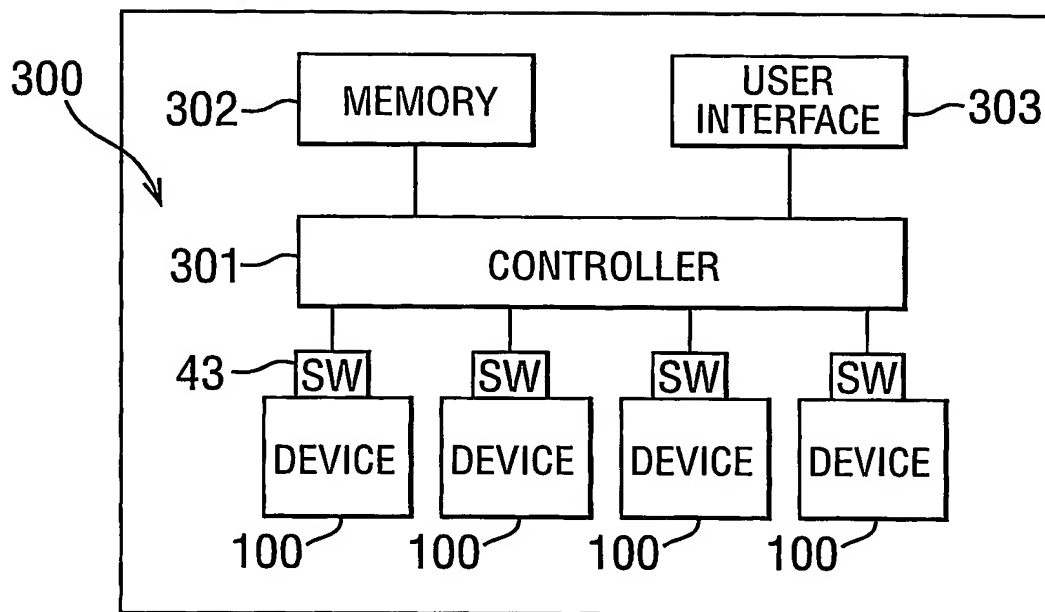 300
302
MEMORY
USER
INTERFACE
303
301
CONTROLLER
43
SW SW SW SW
DEVICE DEVICE DEVICE DEVICE
100 100 100 100